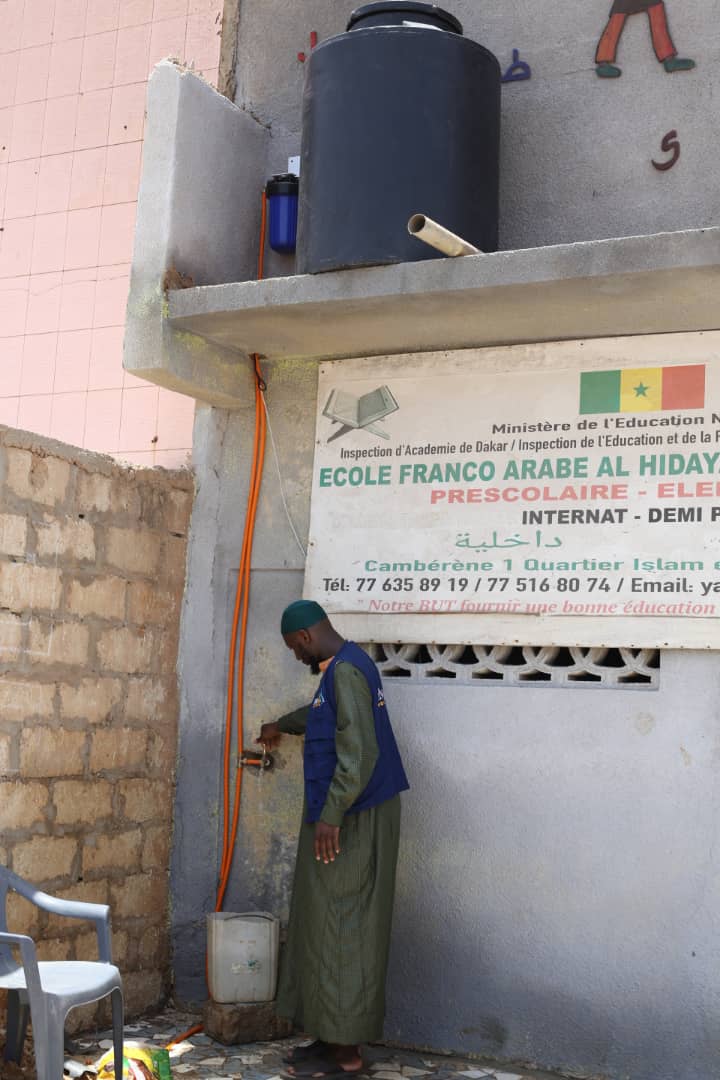 ط
و
Ministère de l'Education N
Inspection d'Academie de Dakar / Inspection de l'Education et de la F
ECOLE FRANCO ARABE AL HIDAY
PRESCOLAIRE - ELE
INTERNAT - DEMI P
داخلية
Cambérène 1 Quartier Islam e
Tél: 77 635 89 19 / 77 516 80 74 / Email: ya
" Notre BUT fournir une bonne éducation